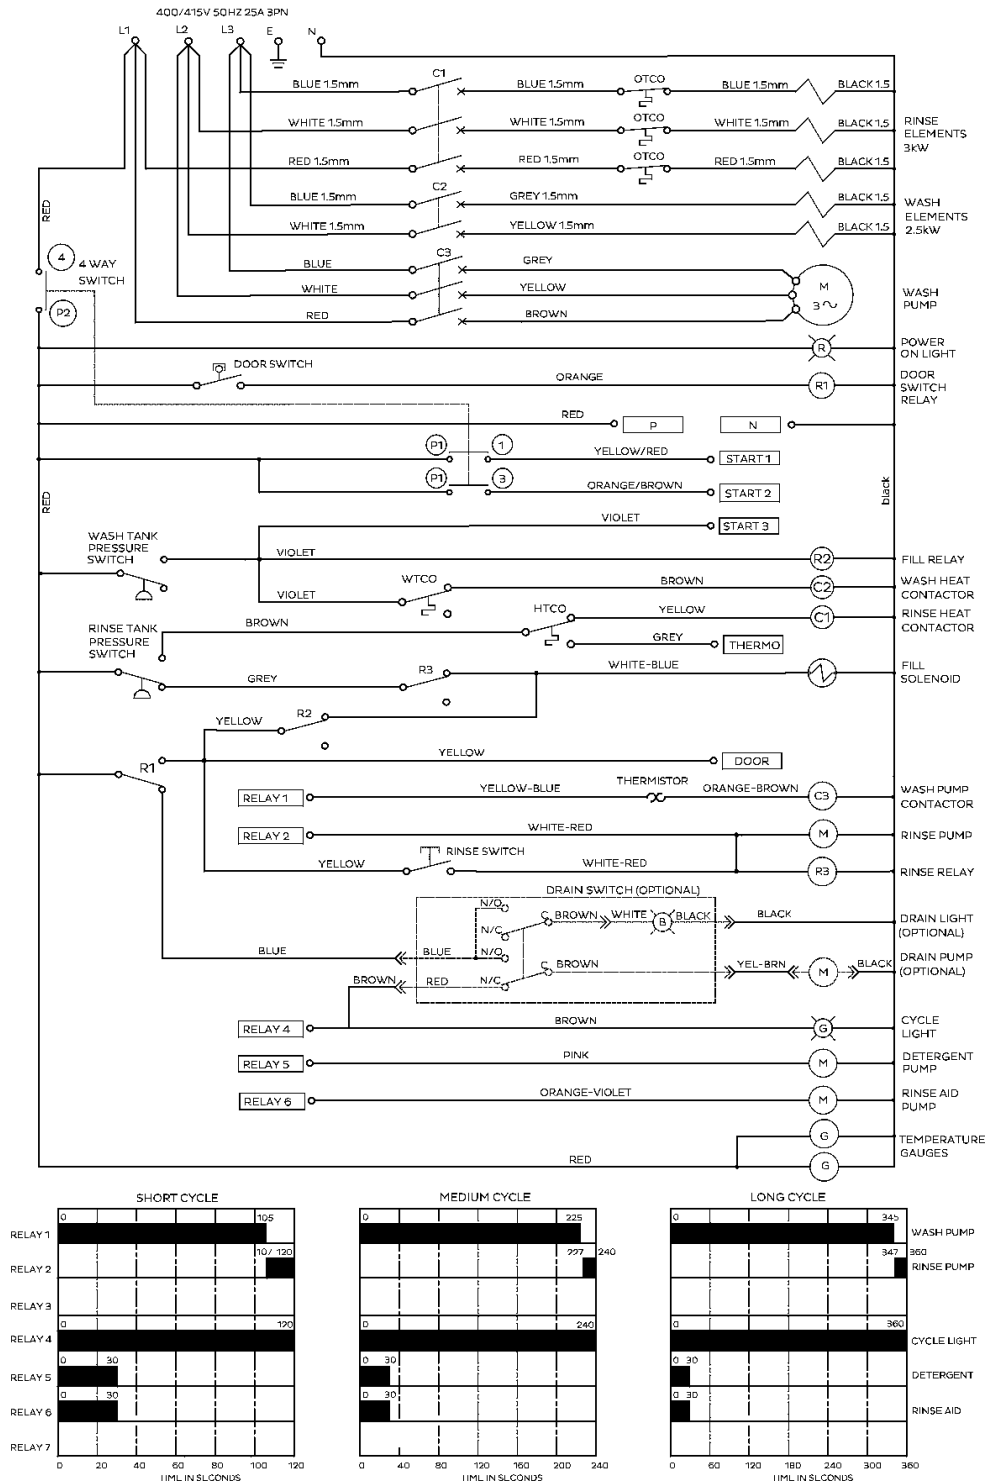 400/415V 50HZ 25A 3PN
L1 L2 L3 E N
C1 OTCO
BLUE 1.5mm BLUE 1.5mm BLACK 1.5
OTCO
WHITE 1.5mm WHITE 1.5mm WHITE 1.5mm BLACK 1.5
RINSE
ELEMENTS
3kW
OTCO
RED 1.5mm RED 1.5mm RED 1.5mm BLACK 1.5
C2
BLUE 1.5mm GREY 1.5mm BLACK 1.5
WHITE 1.5mm YELLOW 1.5mm BLACK 1.5
WASH
ELEMENTS
2.5kW
RED
4
4 WAY
SWITCH
P2
C3
BLUE GREY
WHITE YELLOW
RED BROWN
M
3
WASH
PUMP
R
POWER
ON LIGHT
DOOR SWITCH
ORANGE
R1
DOOR
SWITCH
RELAY
RED P N
P1 1 YELLOW/RED START 1
P1 3 ORANGE/BROWN START 2
RED
black
VIOLET START 3
WASH TANK
PRESSURE
SWITCH
VIOLET R2 FILL RELAY
VIOLET WTCO BROWN C2
WASH HEAT
CONTACTOR
RINSE TANK
PRESSURE
SWITCH
BROWN HTCO YELLOW C1
RINSE HEAT
CONTACTOR
GREY THERMO
GREY R3 WHITE-BLUE
FILL
SOLENOID
YELLOW R2
R1 YELLOW DOOR
RELAY 1 YELLOW-BLUE THERMISTOR ORANGE-BROWN C3
WASH PUMP
CONTACTOR
RELAY 2 WHITE-RED M RINSE PUMP
YELLOW RINSE SWITCH WHITE-RED R3 RINSE RELAY
DRAIN SWITCH (OPTIONAL)
N/O
N/C C BROWN WHITE B BLACK BLACK
DRAIN LIGHT
(OPTIONAL)
BLUE BLUE N/O
BROWN RED N/C C BROWN YEL-BRN M BLACK
DRAIN PUMP
(OPTIONAL)
RELAY 4 BROWN G
CYCLE
LIGHT
RELAY 5 PINK M
DETERGENT
PUMP
RELAY 6 ORANGE-VIOLET M
RINSE AID
PUMP
G
RED G
TEMPERATURE
GAUGES
SHORT CYCLE MEDIUM CYCLE LONG CYCLE
0 105 0 225 0 345
RELAY 1 WASH PUMP
120 227 240 347 360
RELAY 2 RINSE PUMP
RELAY 3
0 120 0 240 0 360
RELAY 4 CYCLE LIGHT
0 30 0 30 0 30
RELAY 5 DETERGENT
0 30 0 30 0 30
RELAY 6 RINSE AID
RELAY 7
0 20 40 60 80 100 120 0 40 80 120 160 200 240 0 60 120 180 240 300 360
TIME IN SECONDS TIME IN SECONDS TIME IN SECONDS